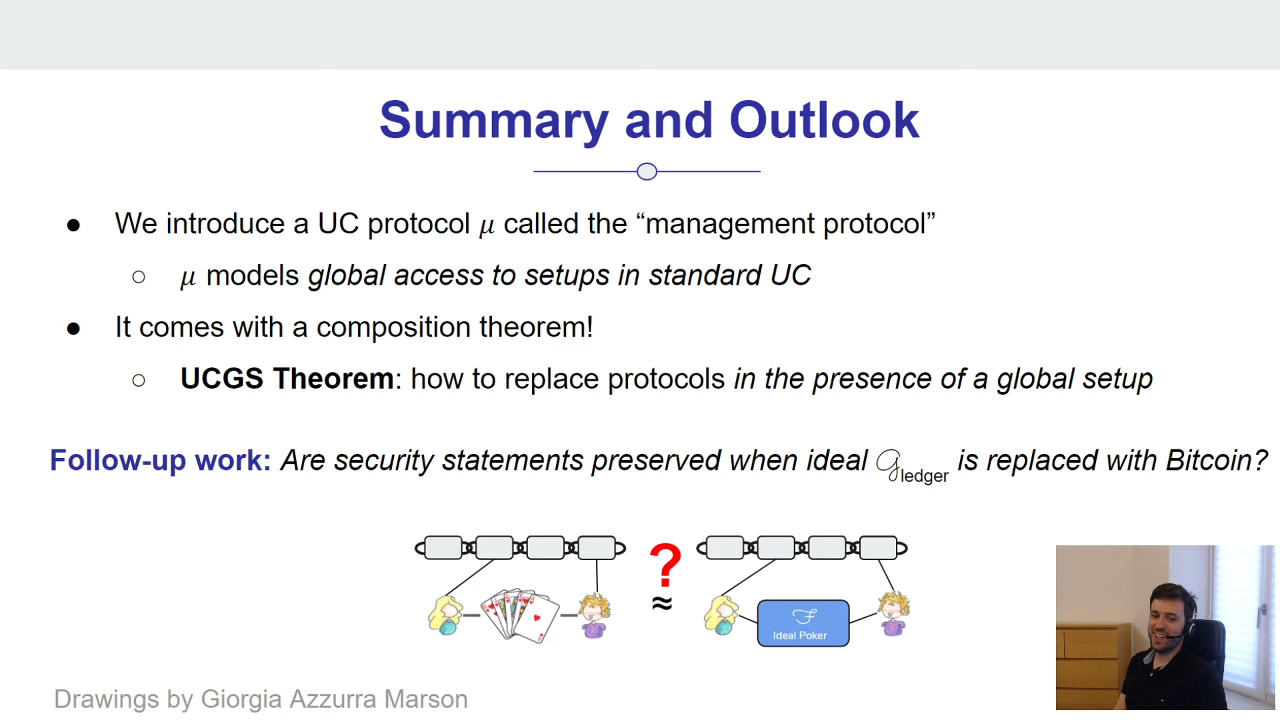 Summary and Outlook
● We introduce a UC protocol μ called the “management protocol”
○ μ models global access to setups in standard UC
● It comes with a composition theorem!
○ UCGS Theorem: how to replace protocols in the presence of a global setup
Follow-up work: Are security statements preserved when ideal 𝒢ledger is replaced with Bitcoin?
?
≈
ℱ
Ideal Poker
Drawings by Giorgia Azzurra Marson